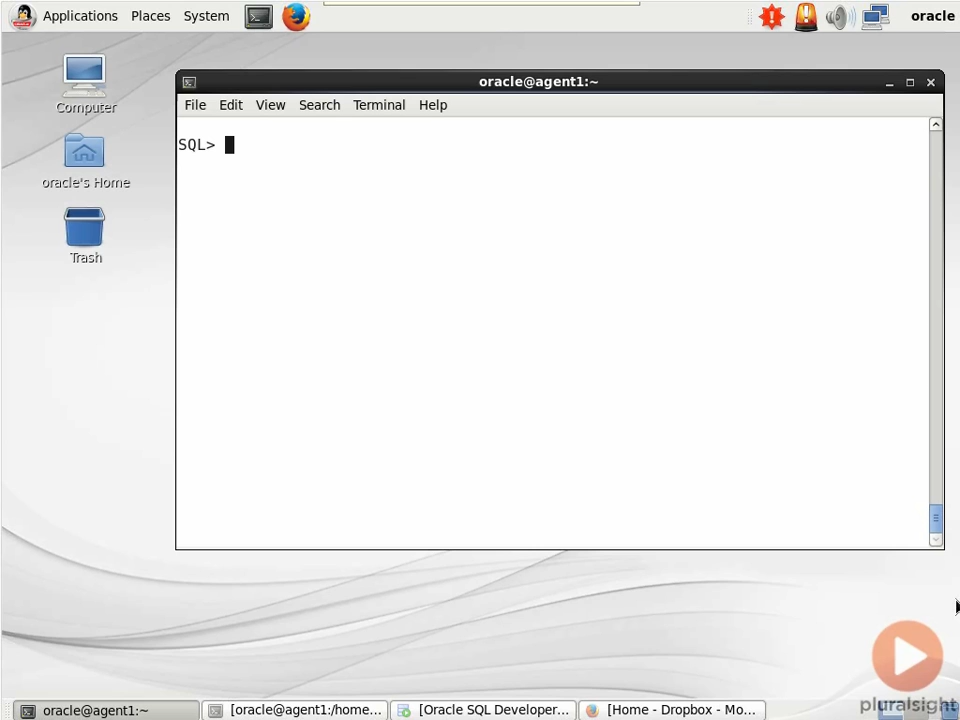 Applications Places System
oracle
Computer
oracle's Home
Trash
oracle@agent1:~
File Edit View Search Terminal Help
SQL>
pluralsight
oracle@agent1:~
[oracle@agent1:/home...
[Oracle SQL Developer...
[Home - Dropbox - Mo...